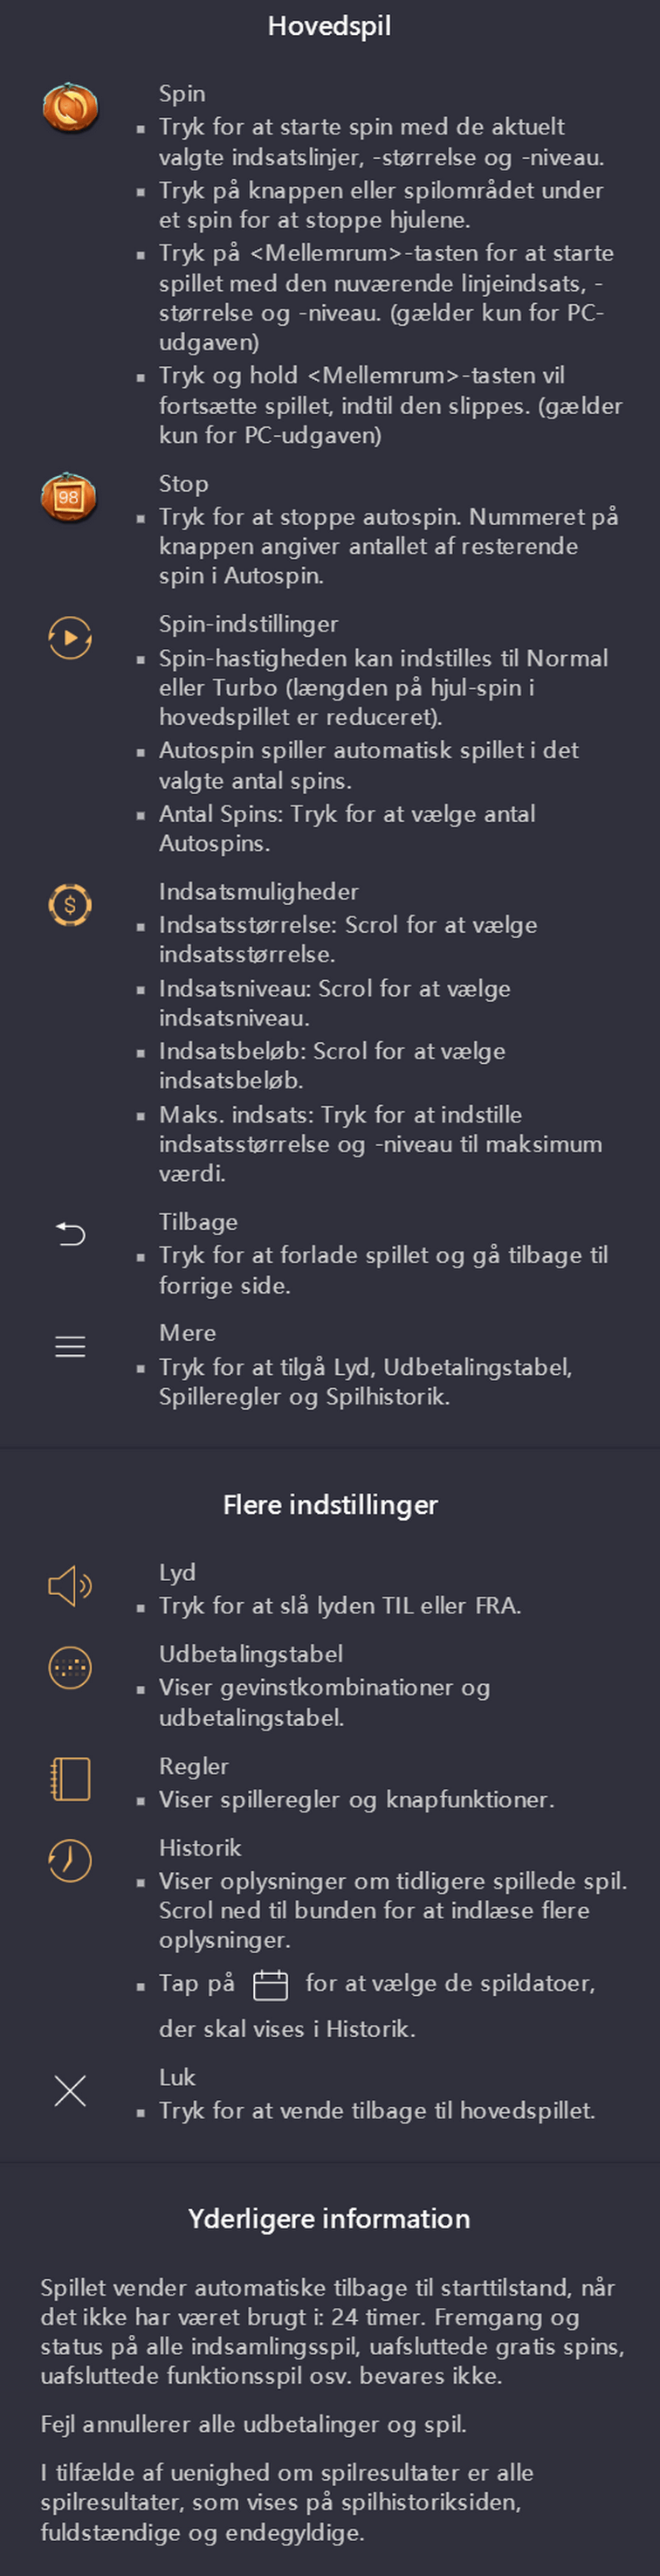 Hovedspil
Spin
Tryk for at starte spin med de aktuelt
valgte indsatslinjer, -størrelse og -niveau.
Tryk på knappen eller spilområdet under
et spin for at stoppe hjulene.
Tryk på <Mellemrum>-tasten for at starte
spillet med den nuværende linjeindsats, -
størrelse og -niveau. (gælder kun for PC-
udgaven)
Tryk og hold <Mellemrum>-tasten vil
fortsætte spillet, indtil den slippes. (gælder
kun for PC-udgaven)
98
Stop
Tryk for at stoppe autospin. Nummeret på
knappen angiver antallet af resterende
spin i Autospin.
Spin-indstillinger
Spin-hastigheden kan indstilles til Normal
eller Turbo (længden på hjul-spin i
hovedspillet er reduceret).
Autospin spiller automatisk spillet i det
valgte antal spins.
Antal Spins: Tryk for at vælge antal
Autospins.
$
Indsatsmuligheder
Indsatsstørrelse: Scrol for at vælge
indsatsstørrelse.
Indsatsniveau: Scrol for at vælge
indsatsniveau.
Indsatsbeløb: Scrol for at vælge
indsatsbeløb.
Maks. indsats: Tryk for at indstille
indsatsstørrelse og -niveau til maksimum
værdi.
Tilbage
Tryk for at forlade spillet og gå tilbage til
forrige side.
Mere
Tryk for at tilgå Lyd, Udbetalingstabel,
Spilleregler og Spilhistorik.
Flere indstillinger
Lyd
Tryk for at slå lyden TIL eller FRA.
Udbetalingstabel
Viser gevinstkombinationer og
udbetalingstabel.
Regler
Viser spilleregler og knapfunktioner.
Historik
Viser oplysninger om tidligere spillede spil.
Scrol ned til bunden for at indlæse flere
oplysninger.
Tap på for at vælge de spildatoer,
der skal vises i Historik.
Luk
Tryk for at vende tilbage til hovedspillet.
Yderligere information
Spillet vender automatiske tilbage til starttilstand, når
det ikke har været brugt i: 24 timer. Fremgang og
status på alle indsamlingsspil, uafsluttede gratis spins,
uafsluttede funktionsspil osv. bevares ikke.
Fejl annullerer alle udbetalinger og spil.
I tilfælde af uenighed om spilresultater er alle
spilresultater, som vises på spilhistoriksiden,
fuldstændige og endegyldige.